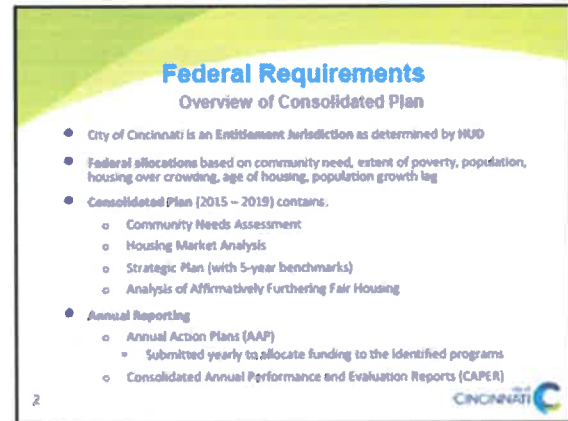 Federal Requirements
Overview of Consolidated Plan
• City of Cincinnati is an Entitlement Jurisdiction as determined by HUD
• Federal allocations based on community need, extent of poverty, population,
housing over crowding, age of housing, population growth lag
• Consolidated Plan (2015 – 2019) contains.
o Community Needs Assessment
o Housing Market Analysis
o Strategic Plan (with 5-year benchmarks)
o Analysis of Affirmatively Furthering Fair Housing
• Annual Reporting
o Annual Action Plans (AAP)
▪ Submitted yearly to allocate funding to the identified programs
o Consolidated Annual Performance and Evaluation Reports (CAPER)
2
city of
CINCINNATI